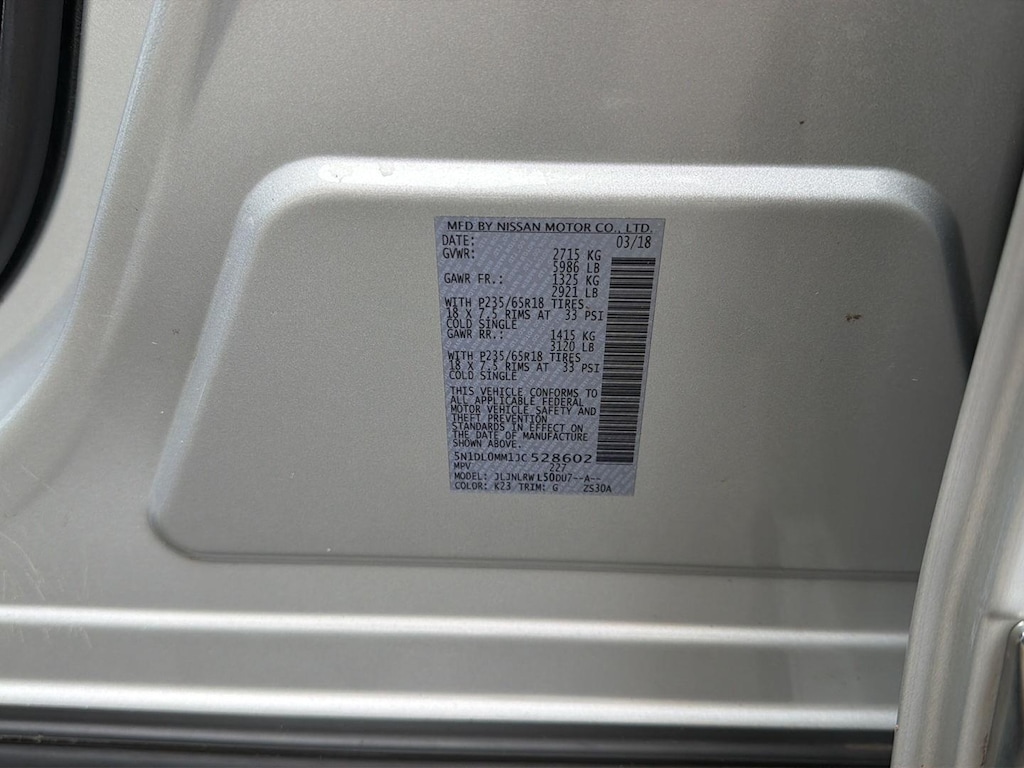 MFD BY NISSAN MOTOR CO., LTD.
DATE: 03/18
GVWR: 2715 KG
5986 LB
GAWR FR.: 1325 KG
2921 LB
WITH P235/65R18 TIRES
18 X 7.5 RIMS AT 33 PSI
COLD SINGLE
GAWR RR.: 1415 KG
3120 LB
WITH P235/65R18 TIRES
18 X 7.5 RIMS AT 33 PSI
COLD SINGLE
THIS VEHICLE CONFORMS TO
ALL APPLICABLE FEDERAL
MOTOR VEHICLE SAFETY AND
THEFT PREVENTION
STANDARDS IN EFFECT ON
THE DATE OF MANUFACTURE
SHOWN ABOVE.
5N1DL0MM1JC528602
MPV 227
MODEL: JLJNLRWL50DU7--A--
COLOR: K23 TRIM: G ZS30A